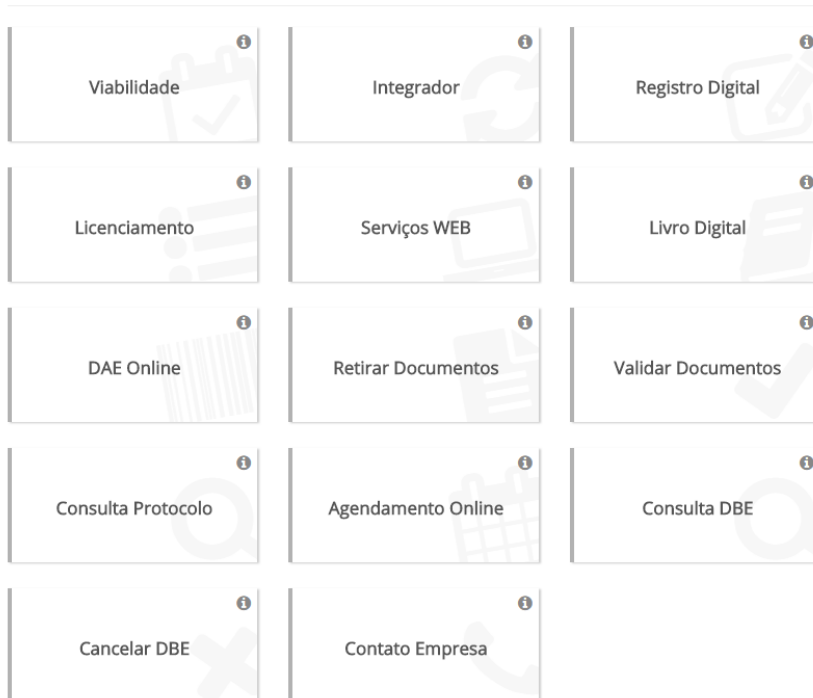 Viabilidade
Integrador
Registro Digital
Licenciamento
Serviços WEB
Livro Digital
DAE Online
Retirar Documentos
Validar Documentos
Consulta Protocolo
Agendamento Online
Consulta DBE
Cancelar DBE
Contato Empresa